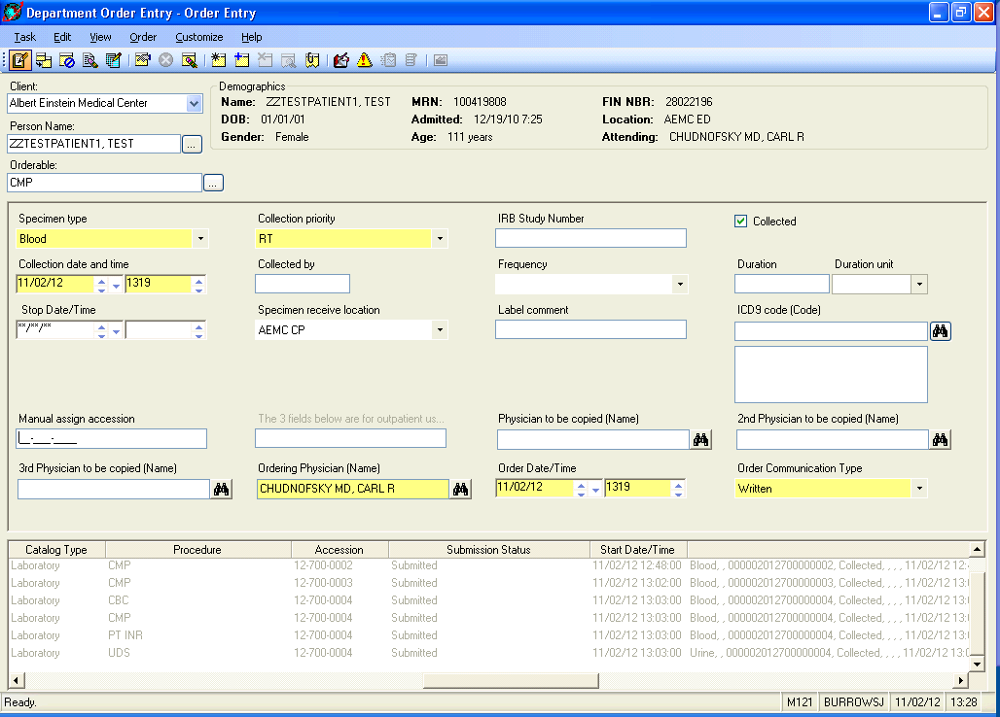 Department Order Entry - Order Entry
Task Edit View Order Customize Help
Client:
Albert Einstein Medical Center
Person Name:
ZZTESTPATIENT1, TEST
...
Orderable:
CMP
...
Demographics
Name: ZZTESTPATIENT1, TEST MRN: 100419808 FIN NBR: 28022196
DOB: 01/01/01 Admitted: 12/19/10 7:25 Location: AEMC ED
Gender: Female Age: 111 years Attending: CHUDNOFSKY MD, CARL R
Specimen type Collection priority IRB Study Number Collected
Blood RT
Collection date and time Collected by Frequency Duration Duration unit
11/02/12 1319
Stop Date/Time Specimen receive location Label comment ICD9 code (Code)
**/**/** AEMC CP
Manual assign accession The 3 fields below are for outpatient us... Physician to be copied (Name) 2nd Physician to be copied (Name)
__-___-____
3rd Physician to be copied (Name) Ordering Physician (Name) Order Date/Time Order Communication Type
CHUDNOFSKY MD, CARL R 11/02/12 1319 Written
Catalog Type Procedure Accession Submission Status Start Date/Time
Laboratory CMP 12-700-0002 Submitted 11/02/12 12:48:00 Blood, , 000002012700000002, Collected, , , , 11/02/12 12:4
Laboratory CMP 12-700-0003 Submitted 11/02/12 13:02:00 Blood, , 000002012700000003, Collected, , , , 11/02/12 13:0
Laboratory CBC 12-700-0004 Submitted 11/02/12 13:03:00 Blood, , 000002012700000004, Collected, , , , 11/02/12 13:0
Laboratory CMP 12-700-0004 Submitted 11/02/12 13:03:00 Blood, , 000002012700000004, Collected, , , , 11/02/12 13:0
Laboratory PT INR 12-700-0004 Submitted 11/02/12 13:03:00 Blood, , 000002012700000004, Collected, , , , 11/02/12 13:0
Laboratory UDS 12-700-0004 Submitted 11/02/12 13:03:00 Urine, , 000002012700000004, Collected, , , , 11/02/12 13:0
Ready. M121 BURROWSJ 11/02/12 13:28